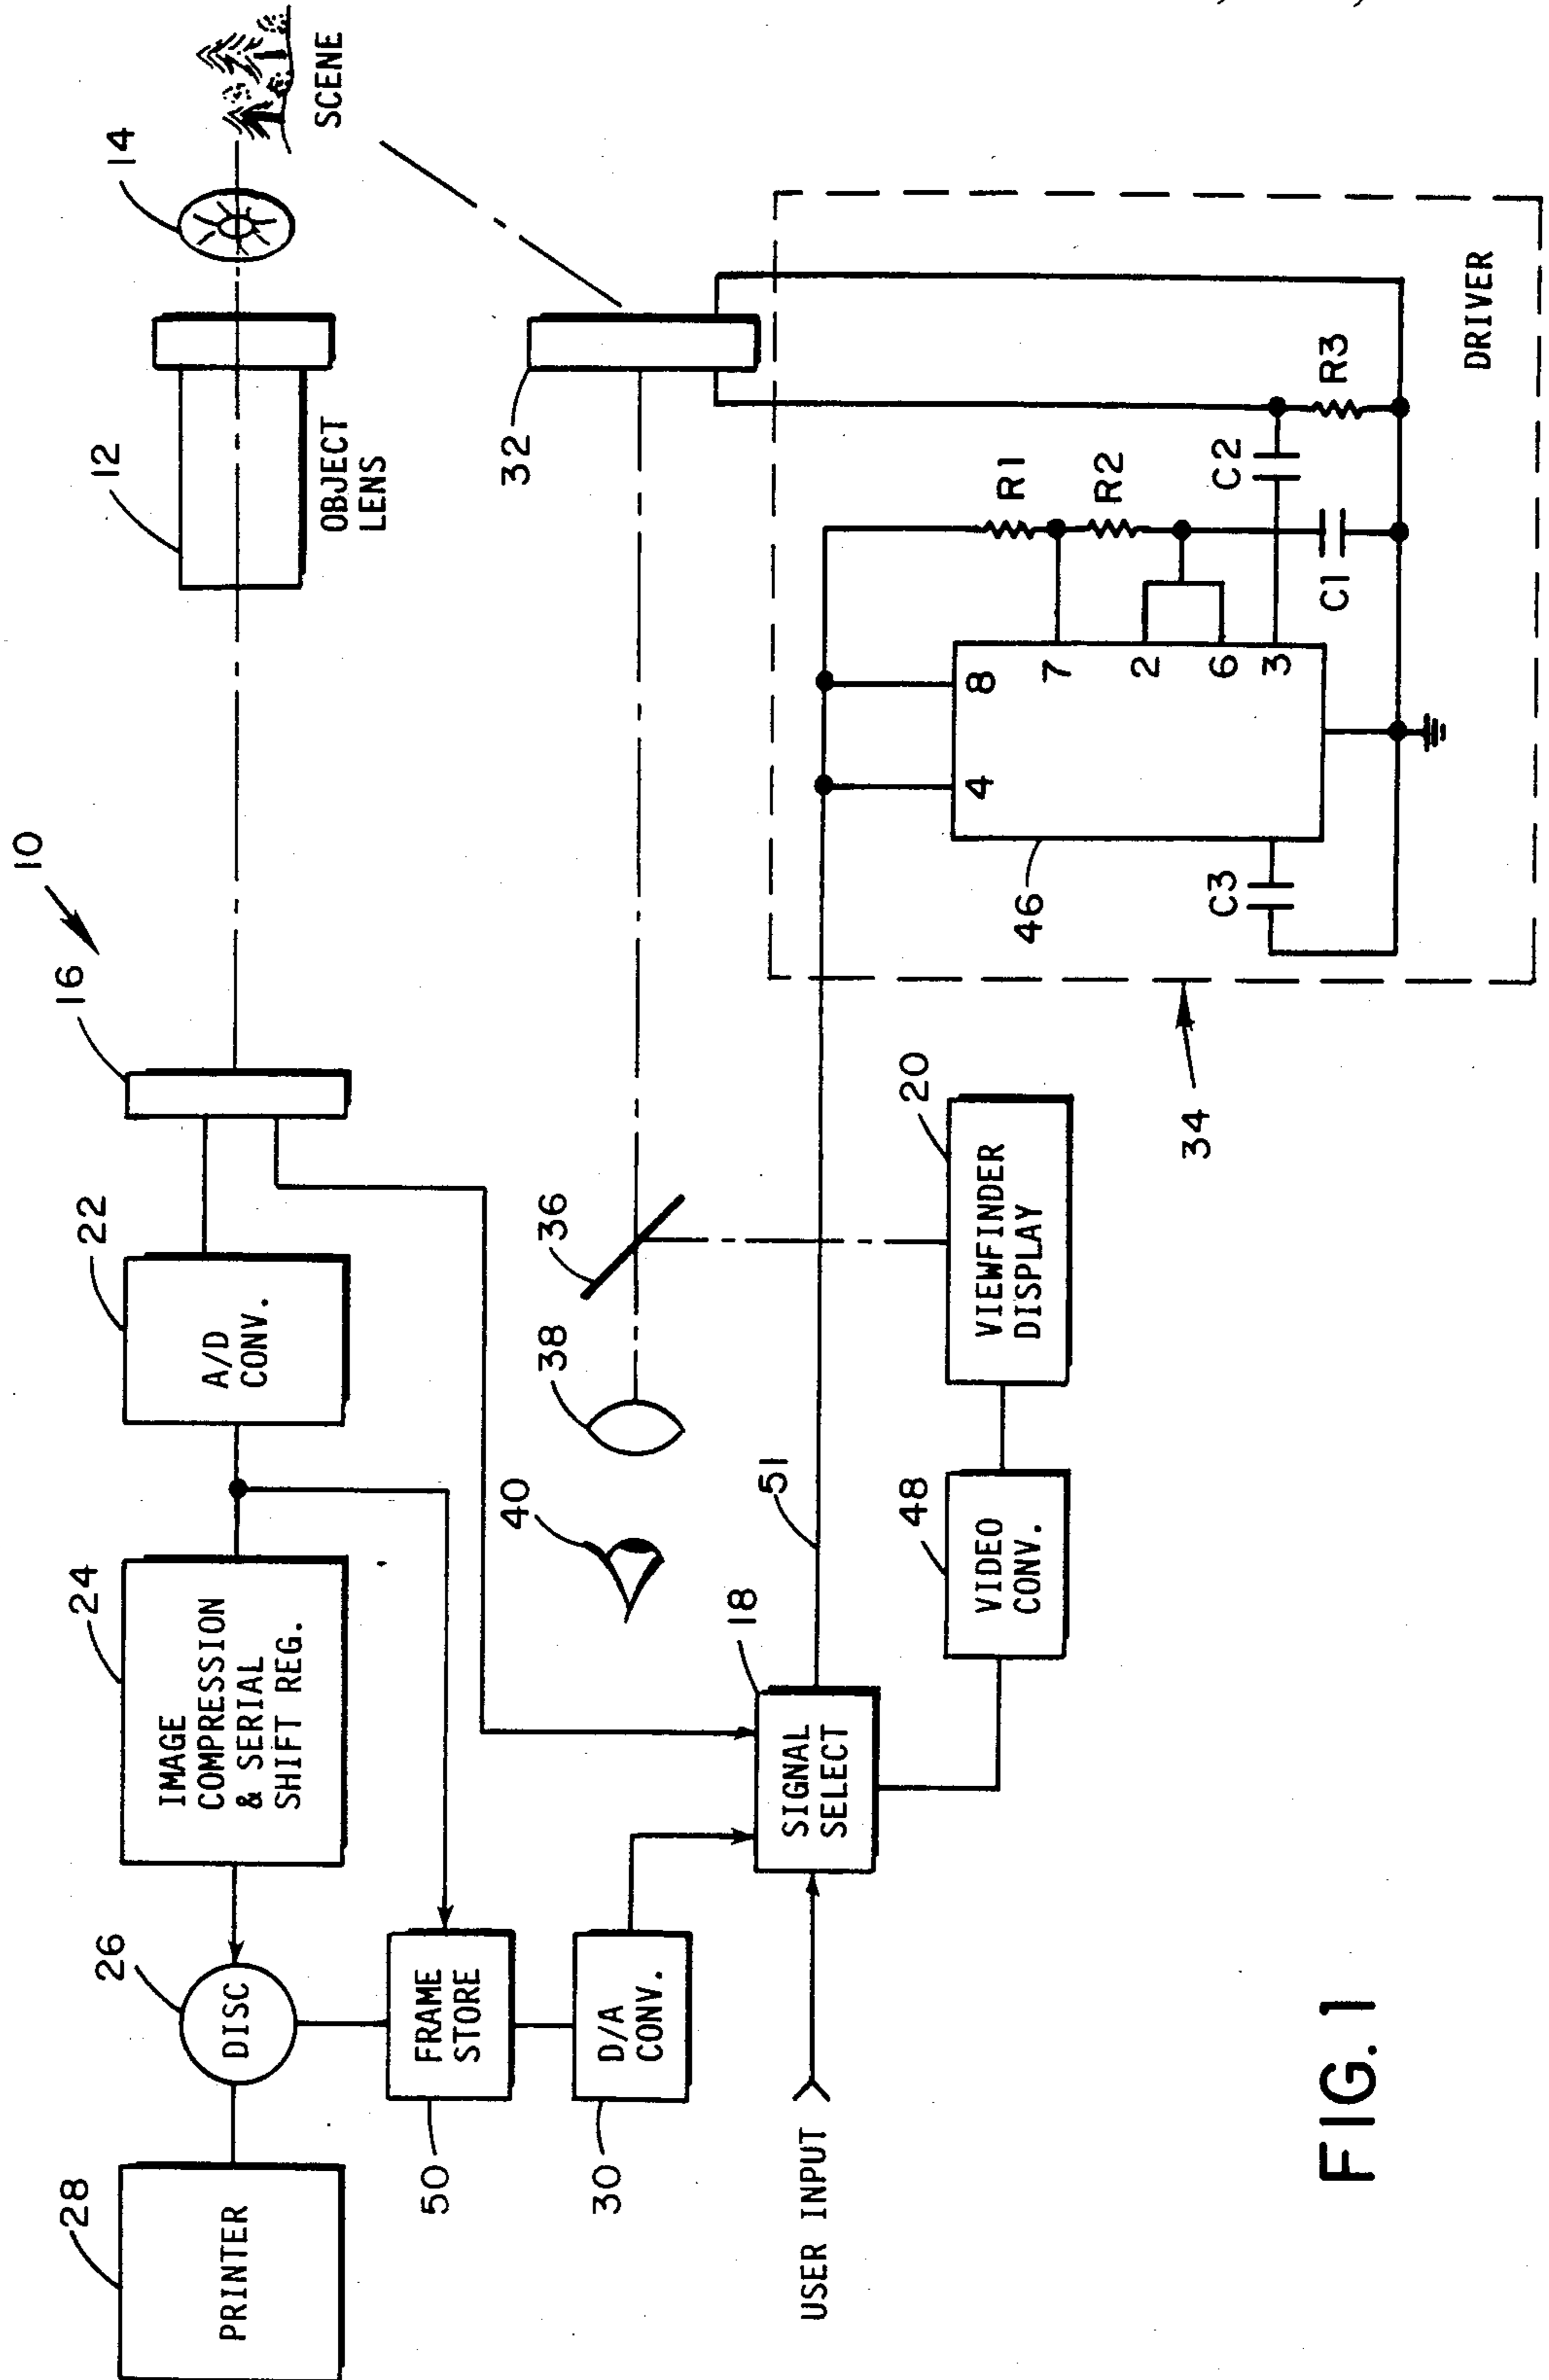 10
28
PRINTER
26
DISC
24
IMAGE
COMPRESSION
& SERIAL
SHIFT REG.
22
A/D
CONV.
16
12
OBJECT
LENS
14
SCENE
50
FRAME
STORE
30
D/A
CONV.
40
38
36
32
USER INPUT
18
SIGNAL
SELECT
51
48
VIDEO
CONV.
20
VIEWFINDER
DISPLAY
34
46
4
8
7
2
6
3
C3
R1
R2
C2
C1
R3
DRIVER
FIG. 1